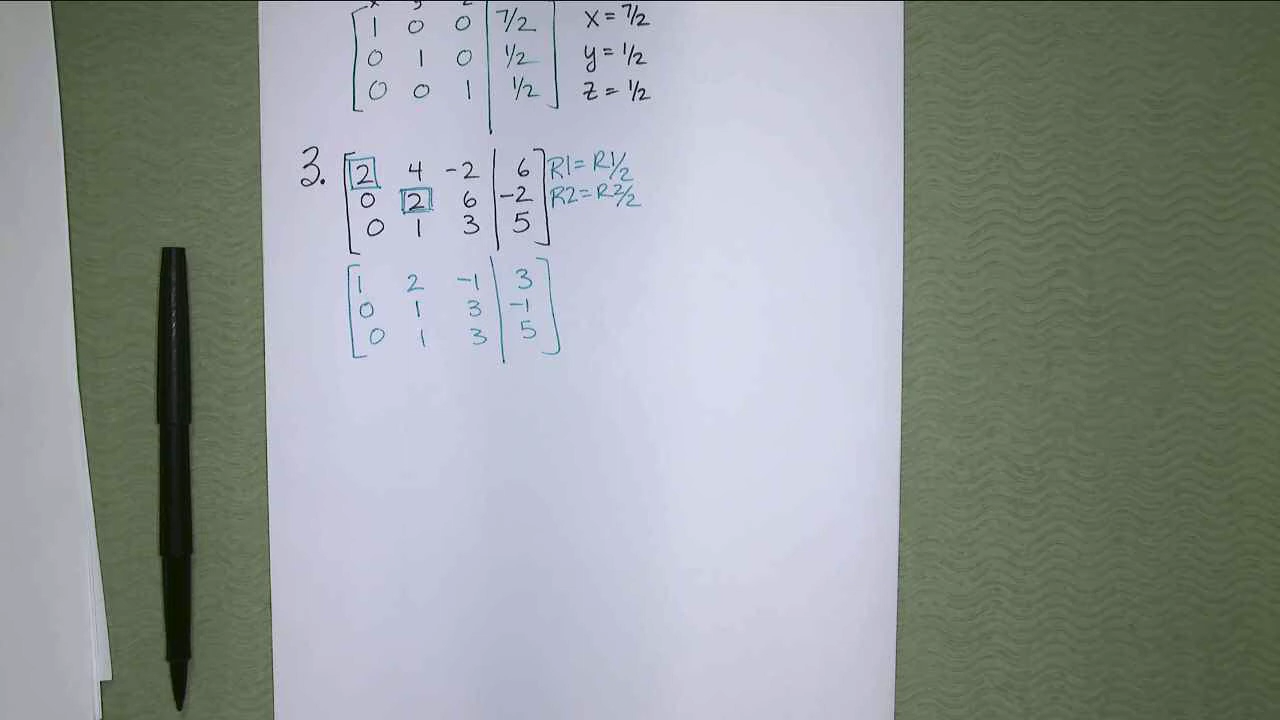 1 0 0 | 7/2 x = 7/2
0 1 0 | 1/2 y = 1/2
0 0 1 | 1/2 z = 1/2
3. 2 4 -2 | 6 R1 = R1/2
0 2 6 | -2 R2 = R2/2
0 1 3 | 5
1 2 -1 | 3
0 1 3 | -1
0 1 3 | 5